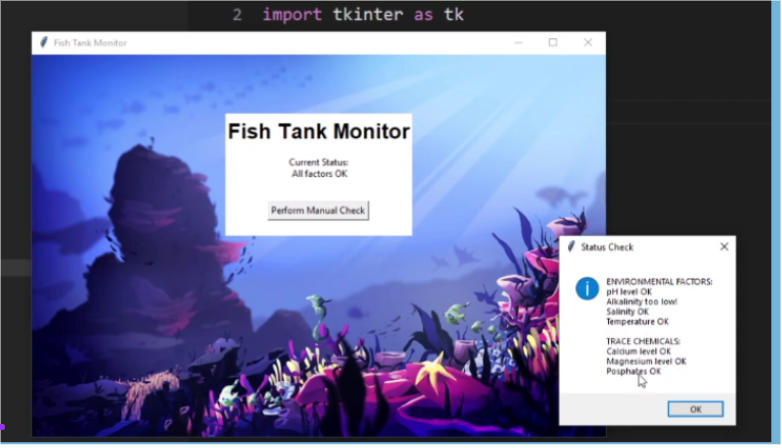 2 import tkinter as tk
Fish Tank Monitor
Fish Tank Monitor
Current Status:
All factors OK
Perform Manual Check
Status Check
ENVIRONMENTAL FACTORS:
pH level OK
Alkalinity too low!
Salinity OK
Temperature OK
TRACE CHEMICALS:
Calcium level OK
Magnesium level OK
Posphates OK
OK